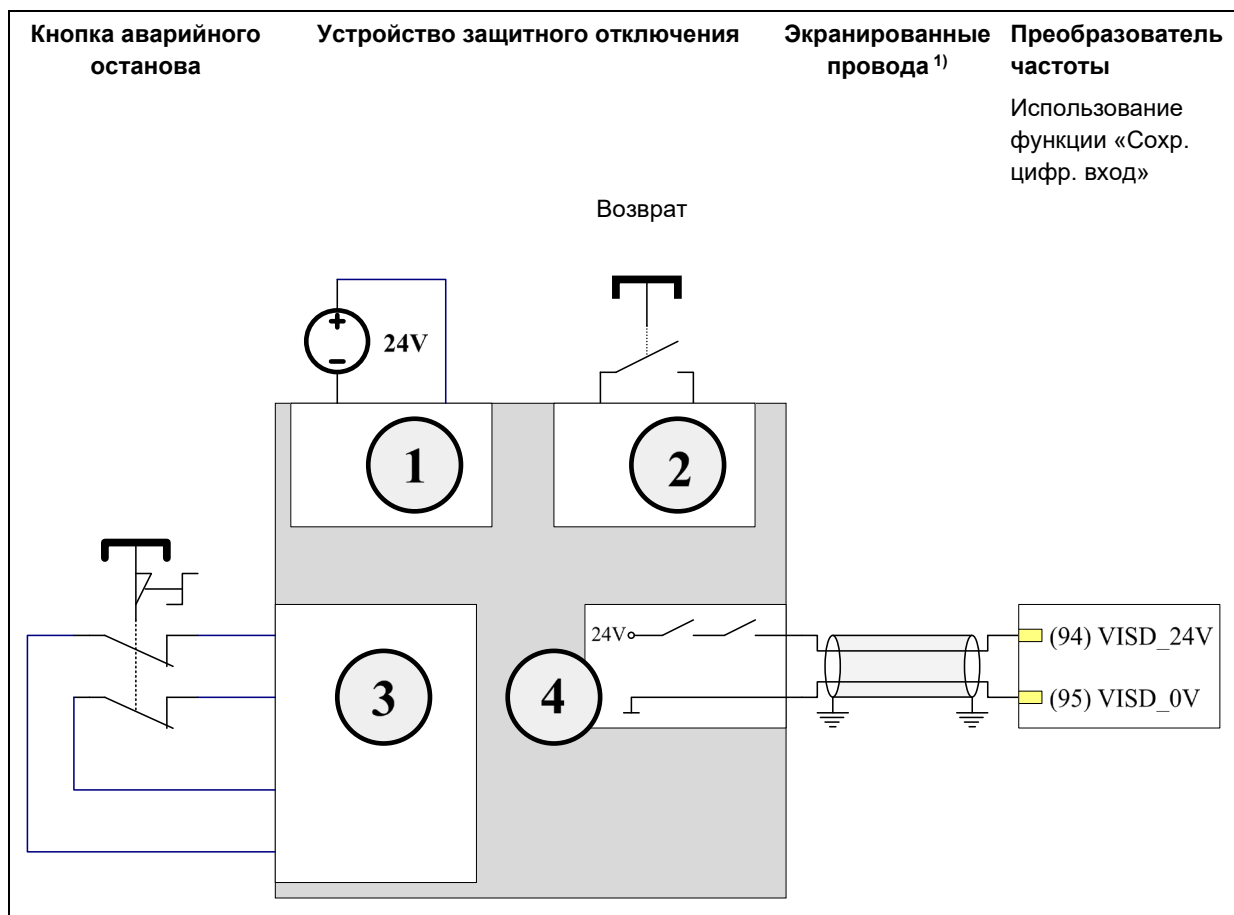 Кнопка аварийного
останова
Устройство защитного отключения
Экранированные
провода 1)
Преобразователь
частоты
Использование
функции «Сохр.
цифр. вход»
Возврат
24V
1
2
3
4
24V
(94) VISD_24V
(95) VISD_0V